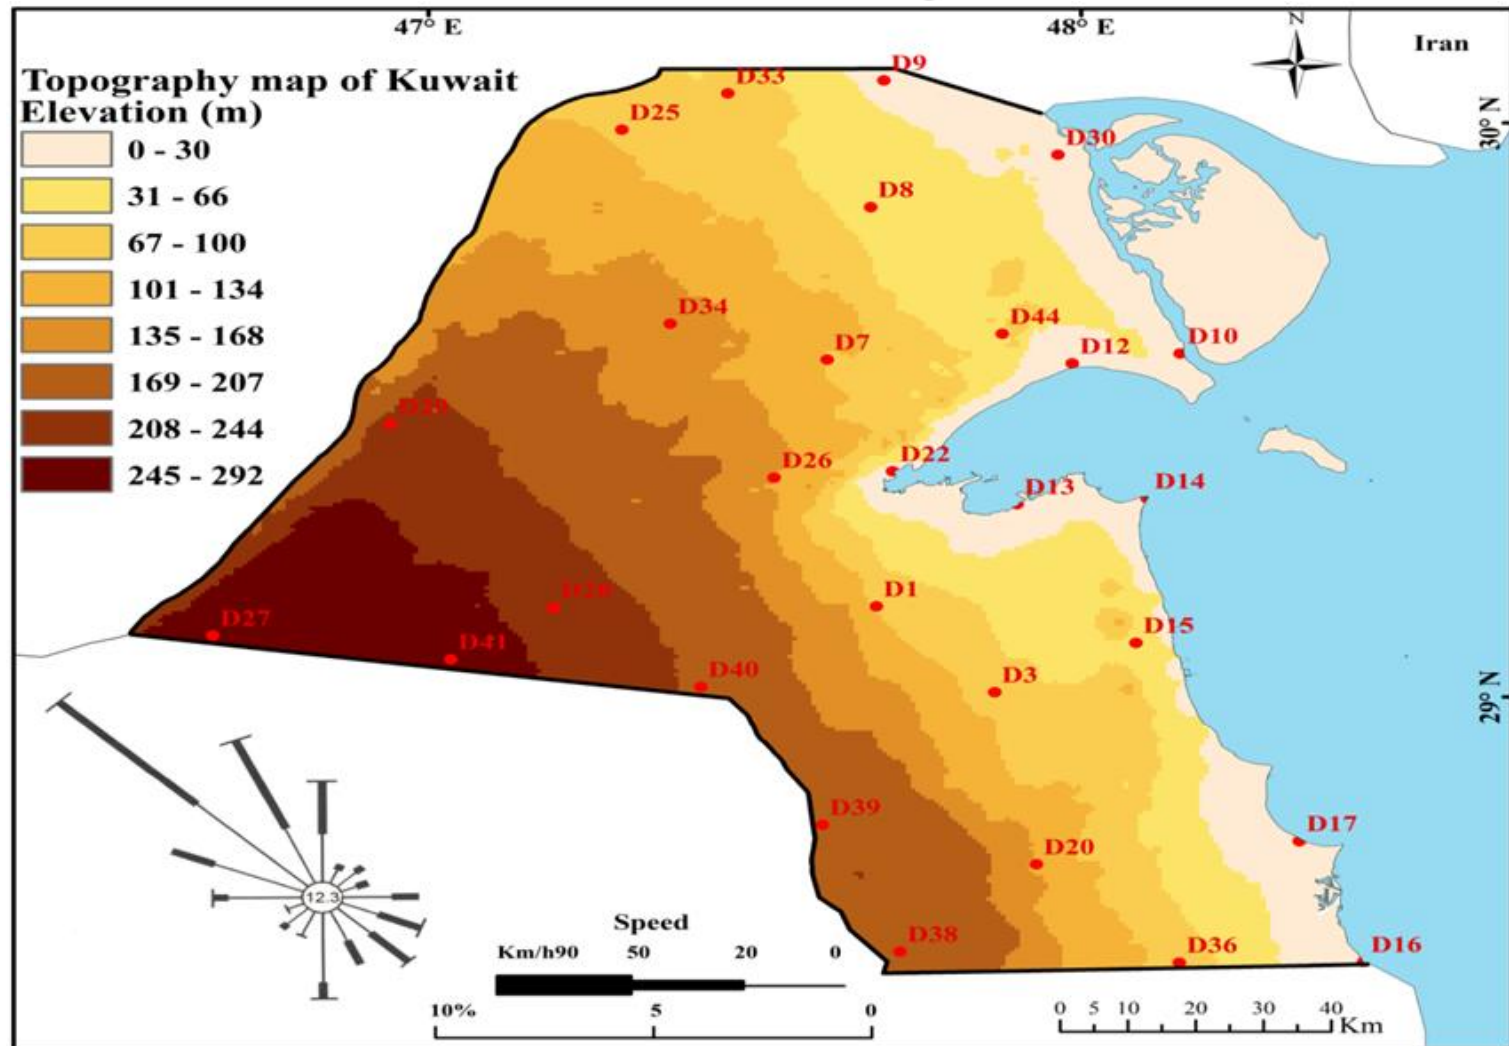 47° E
48° E
Iran
N
Topography map of Kuwait
Elevation (m)
0 - 30
31 - 66
67 - 100
101 - 134
135 - 168
169 - 207
208 - 244
245 - 292
30° N
29° N
D9
D33
D25
D30
D8
D34
D44
D7
D12
D10
D29
D26
D22
D13
D14
D1
D27
D41
D15
D40
D3
D39
D17
D20
D38
D36
D16
12.3
Speed
Km/h90 50 20 0
10% 5 0
0 5 10 20 30 40 Km